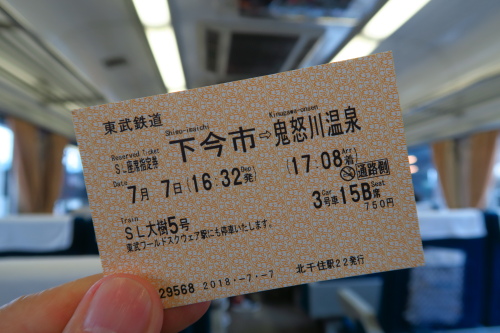 東武鉄道
Reserved Ticket
SL座席指定券
Shimo-imaichi
下今市
⇨
Kinugawa-onsen
鬼怒川温泉
Date 7月 7日(16:32発)
Dep
(17:08着)
Arr
通路側
Car Seat
3号車15B席
750円
Train
SL大樹5号
東武ワールドスクウェア駅にも停車いたします。
29568 2018.-7.-7 北千住駅22発行